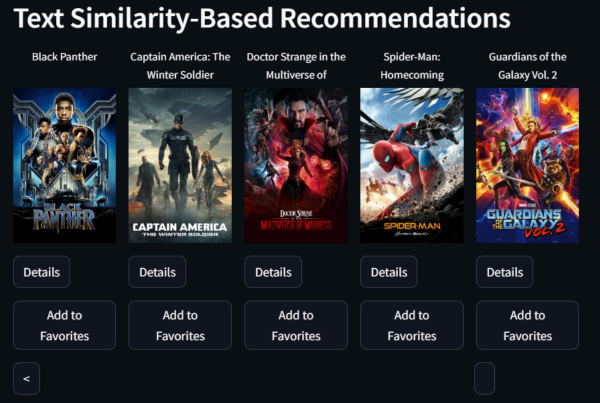 Text Similarity-Based Recommendations
Black Panther
Captain America: The
Winter Soldier
Doctor Strange in the
Multiverse of
Spider-Man:
Homecoming
Guardians of the
Galaxy Vol. 2
BLACK
PANTHER
CAPTAIN AMERICA
THE WINTER SOLDIER
DOCTOR STRANGE
MULTIVERSE OF MADNESS
SPIDER-MAN
HOMECOMING
GUARDIANS
OF THE GALAXY
VOL. 2
Details
Details
Details
Details
Details
Add to
Favorites
Add to
Favorites
Add to
Favorites
Add to
Favorites
Add to
Favorites
<